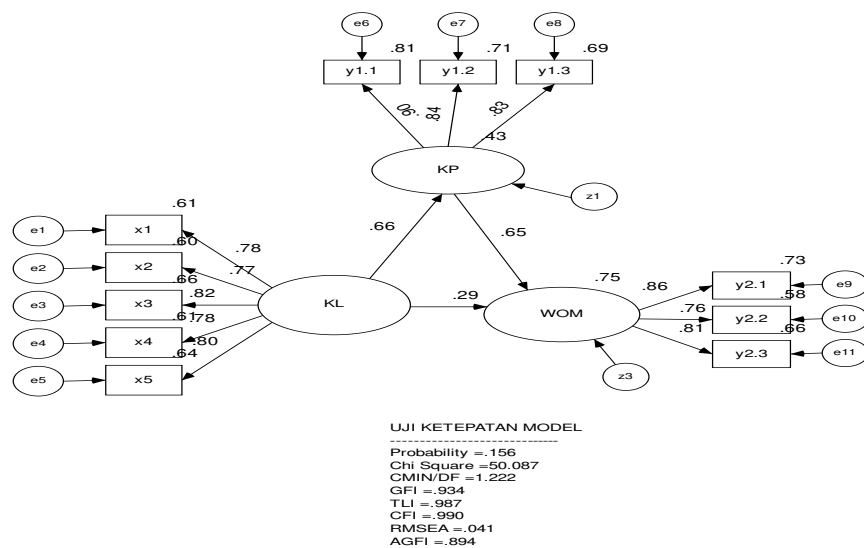 e6 e7 e8
.81 .71 .69
y1.1 y1.2 y1.3
.90 .84 .83
.43
KP
z1
.61
e1 x1 .66 .65
.60 .78
e2 x2 .77 .75 .73
.66 .86 y2.1 e9
e3 x3 .82 KL .29 WOM .76 .58
.61 .78 y2.2 e10
e4 x4 .80 .81 .66
.64 y2.3 e11
e5 x5 z3
UJI KETEPATAN MODEL
----------------------------
Probability =.156
Chi Square =50.087
CMIN/DF =1.222
GFI =.934
TLI =.987
CFI =.990
RMSEA =.041
AGFI =.894